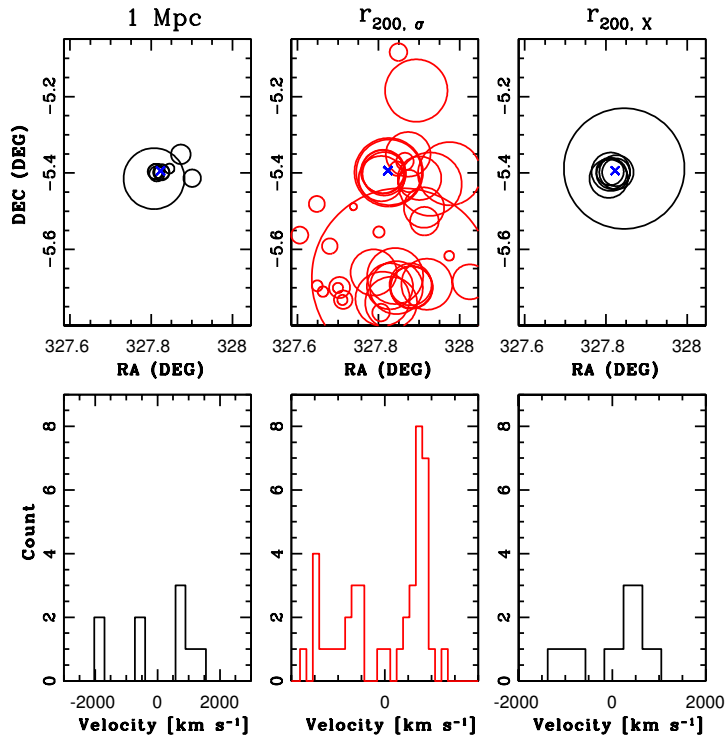 1 Mpc r200, σ r200, X
−5.2 −5.2 −5.2
−5.4 −5.4 −5.4
−5.6 −5.6 −5.6
DEC (DEG)
327.6 327.8 328 327.6 327.8 328 327.6 327.8 328
RA (DEG) RA (DEG) RA (DEG)
8 8 8
6 6 6
4 4 4
2 2 2
0 0 0
Count
-2000 0 2000 0 -2000 0 2000
Velocity [km s⁻¹] Velocity [km s⁻¹] Velocity [km s⁻¹]